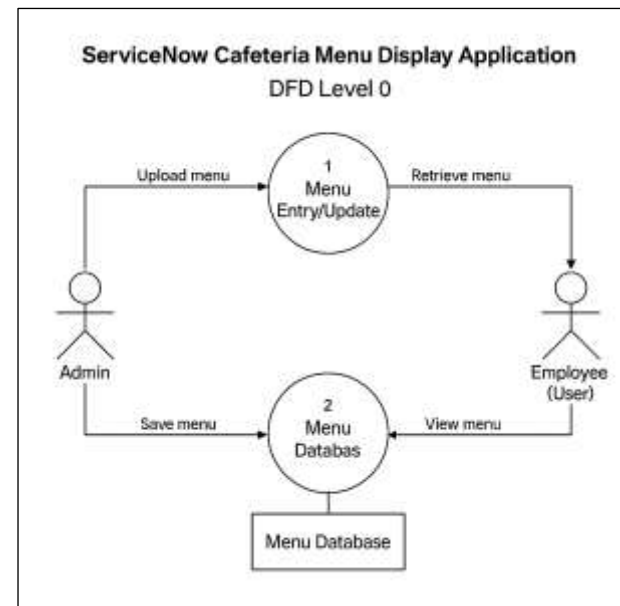 ServiceNow Cafeteria Menu Display Application
DFD Level 0
1
Menu
Entry/Update
Upload menu
Retrieve menu
Admin
Employee
(User)
2
Menu
Databas
Save menu
View menu
Menu Database